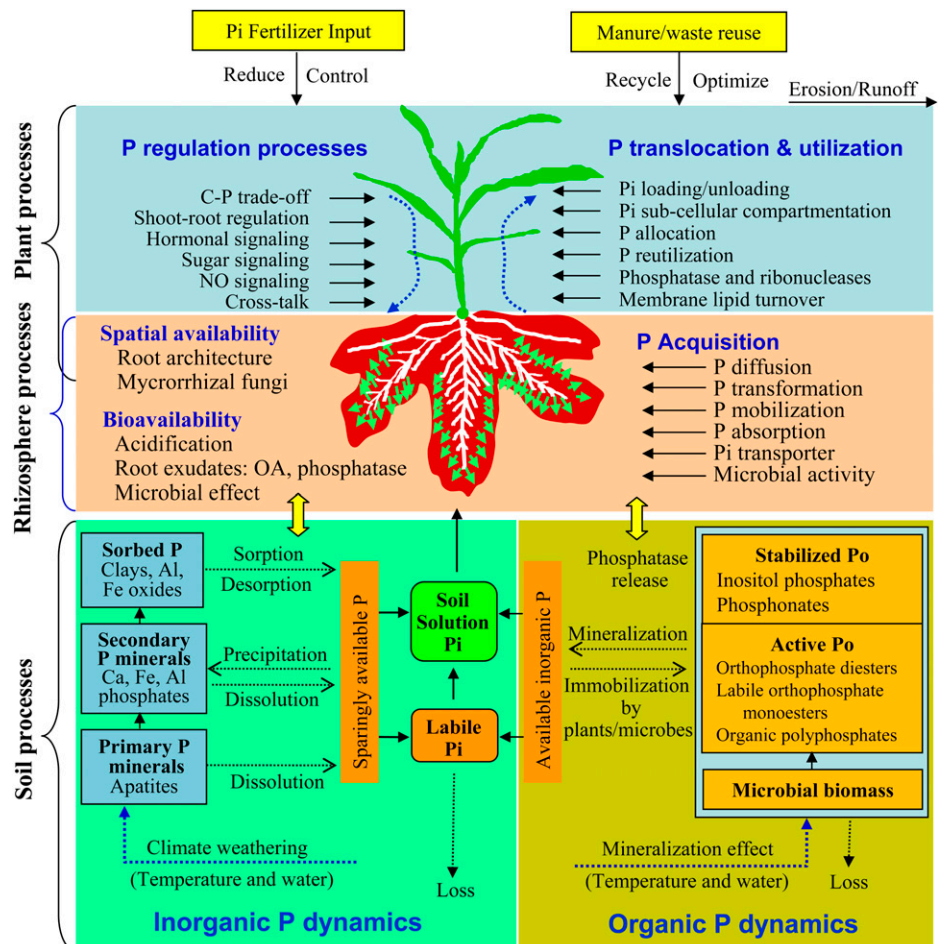 Pi Fertilizer Input
Manure/waste reuse
Reduce
Control
Recycle
Optimize
Erosion/Runoff
Plant processes
P regulation processes
C-P trade-off
Shoot-root regulation
Hormonal signaling
Sugar signaling
NO signaling
Cross-talk
P translocation & utilization
Pi loading/unloading
Pi sub-cellular compartmentation
P allocation
P reutilization
Phosphatase and ribonucleases
Membrane lipid turnover
Rhizosphere processes
Spatial availability
Root architecture
Mycrorrhizal fungi
Bioavailability
Acidification
Root exudates: OA, phosphatase
Microbial effect
P Acquisition
P diffusion
P transformation
P mobilization
P absorption
Pi transporter
Microbial activity
Soil processes
Sorbed P
Clays, Al,
Fe oxides
Secondary
P minerals
Ca, Fe, Al
phosphates
Primary P
minerals
Apatites
Sorption
Desorption
Precipitation
Dissolution
Dissolution
Sparingly available P
Soil
Solution
Pi
Labile
Pi
Loss
Climate weathering
(Temperature and water)
Inorganic P dynamics
Available inorganic P
Phosphatase
release
Mineralization
Immobilization
by
plants/microbes
Stabilized Po
Inositol phosphates
Phosphonates
Active Po
Orthophosphate diesters
Labile orthophosphate
monoesters
Organic polyphosphates
Microbial biomass
Mineralization effect
(Temperature and water)
Loss
Organic P dynamics